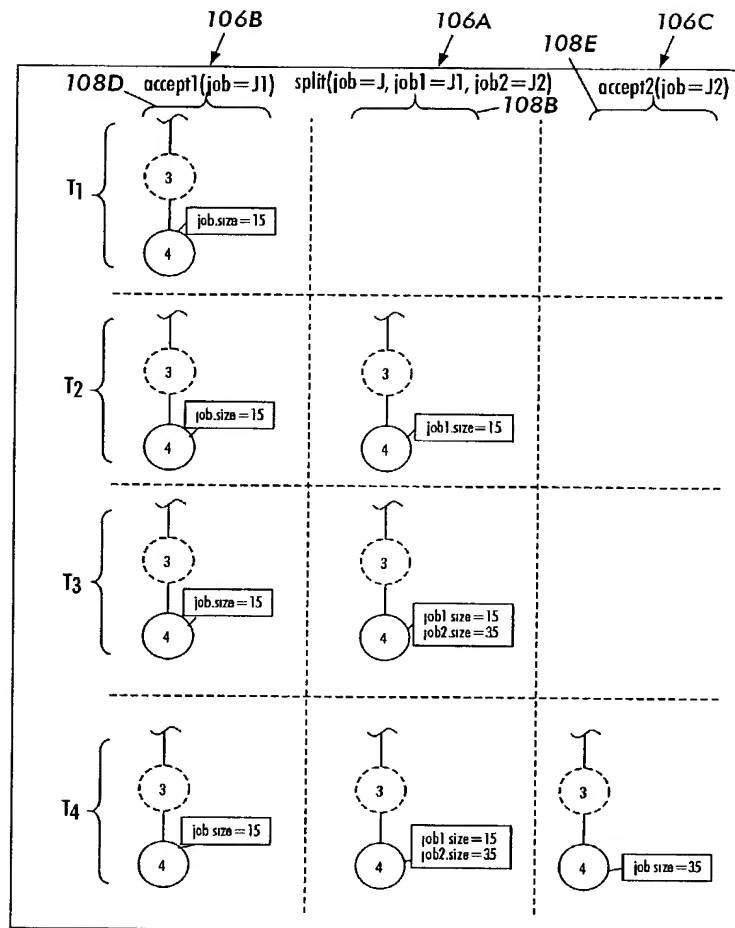 106B 106A 106C
108D 108E
accept1(job=J1) split(job=J, job1=J1, job2=J2) accept2(job=J2)
108B
T1
3
job.size=15
4
T2
3 3
job.size=15 job1.size=15
4 4
T3
3 3
job.size=15 job1 size=15
job2.size=35
4 4
T4
3 3 3
job size=15 job1 size=15
job2.size=35
4 4 4 job size=35